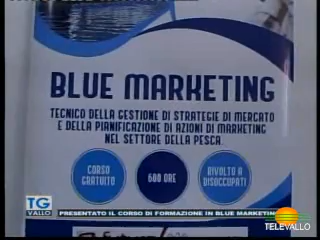 BLUE MARKETING
TECNICO DELLA GESTIONE DI STRATEGIE DI MERCATO
E DELLA PIANIFICAZIONE DI AZIONI DI MARKETING
NEL SETTORE DELLA PESCA.
CORSO
GRATUITO
600 ORE
RIVOLTO A
DISOCCUPATI
TG
VALLO
PRESENTATO IL CORSO DI FORMAZIONE IN BLUE MARKETING
TELEVALLO